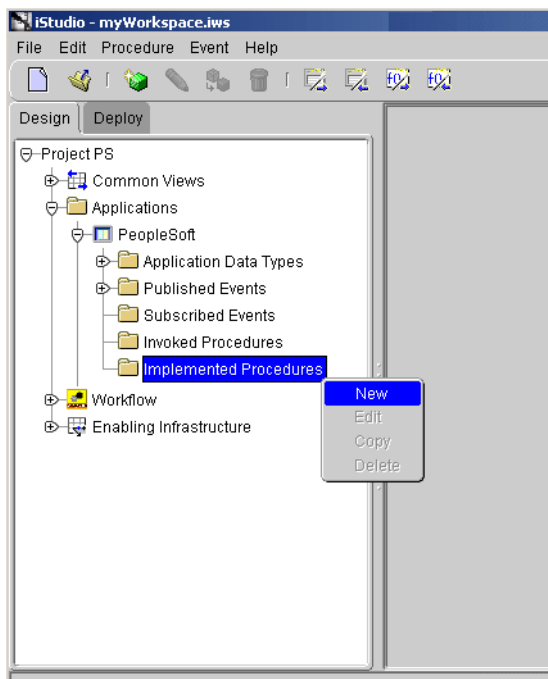 iStudio - myWorkspace.iws
File Edit Procedure Event Help
Design Deploy
Project PS
Common Views
Applications
PeopleSoft
Application Data Types
Published Events
Subscribed Events
Invoked Procedures
Implemented Procedures
New
Workflow
Edit
Enabling Infrastructure
Copy
Delete